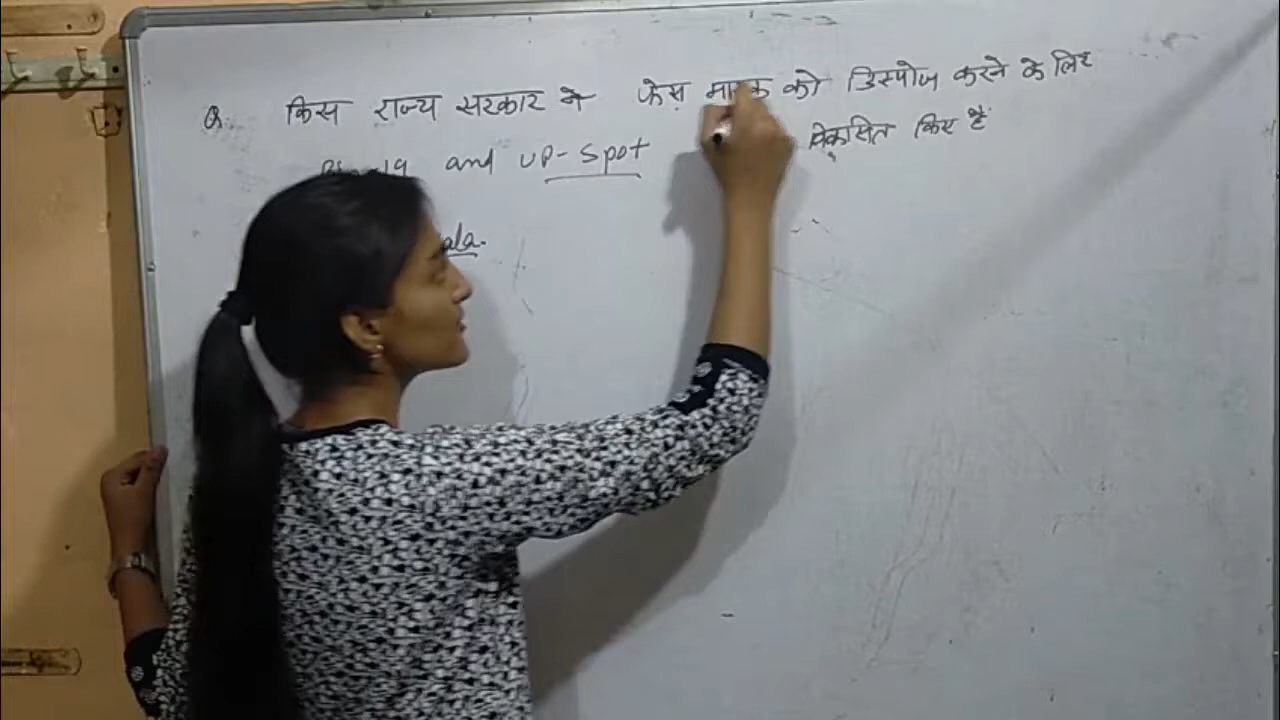 Q. किस राज्य सरकार ने फेस मास्क को डिस्पोज करने के लिए
and UP-Spot विकसित किए है